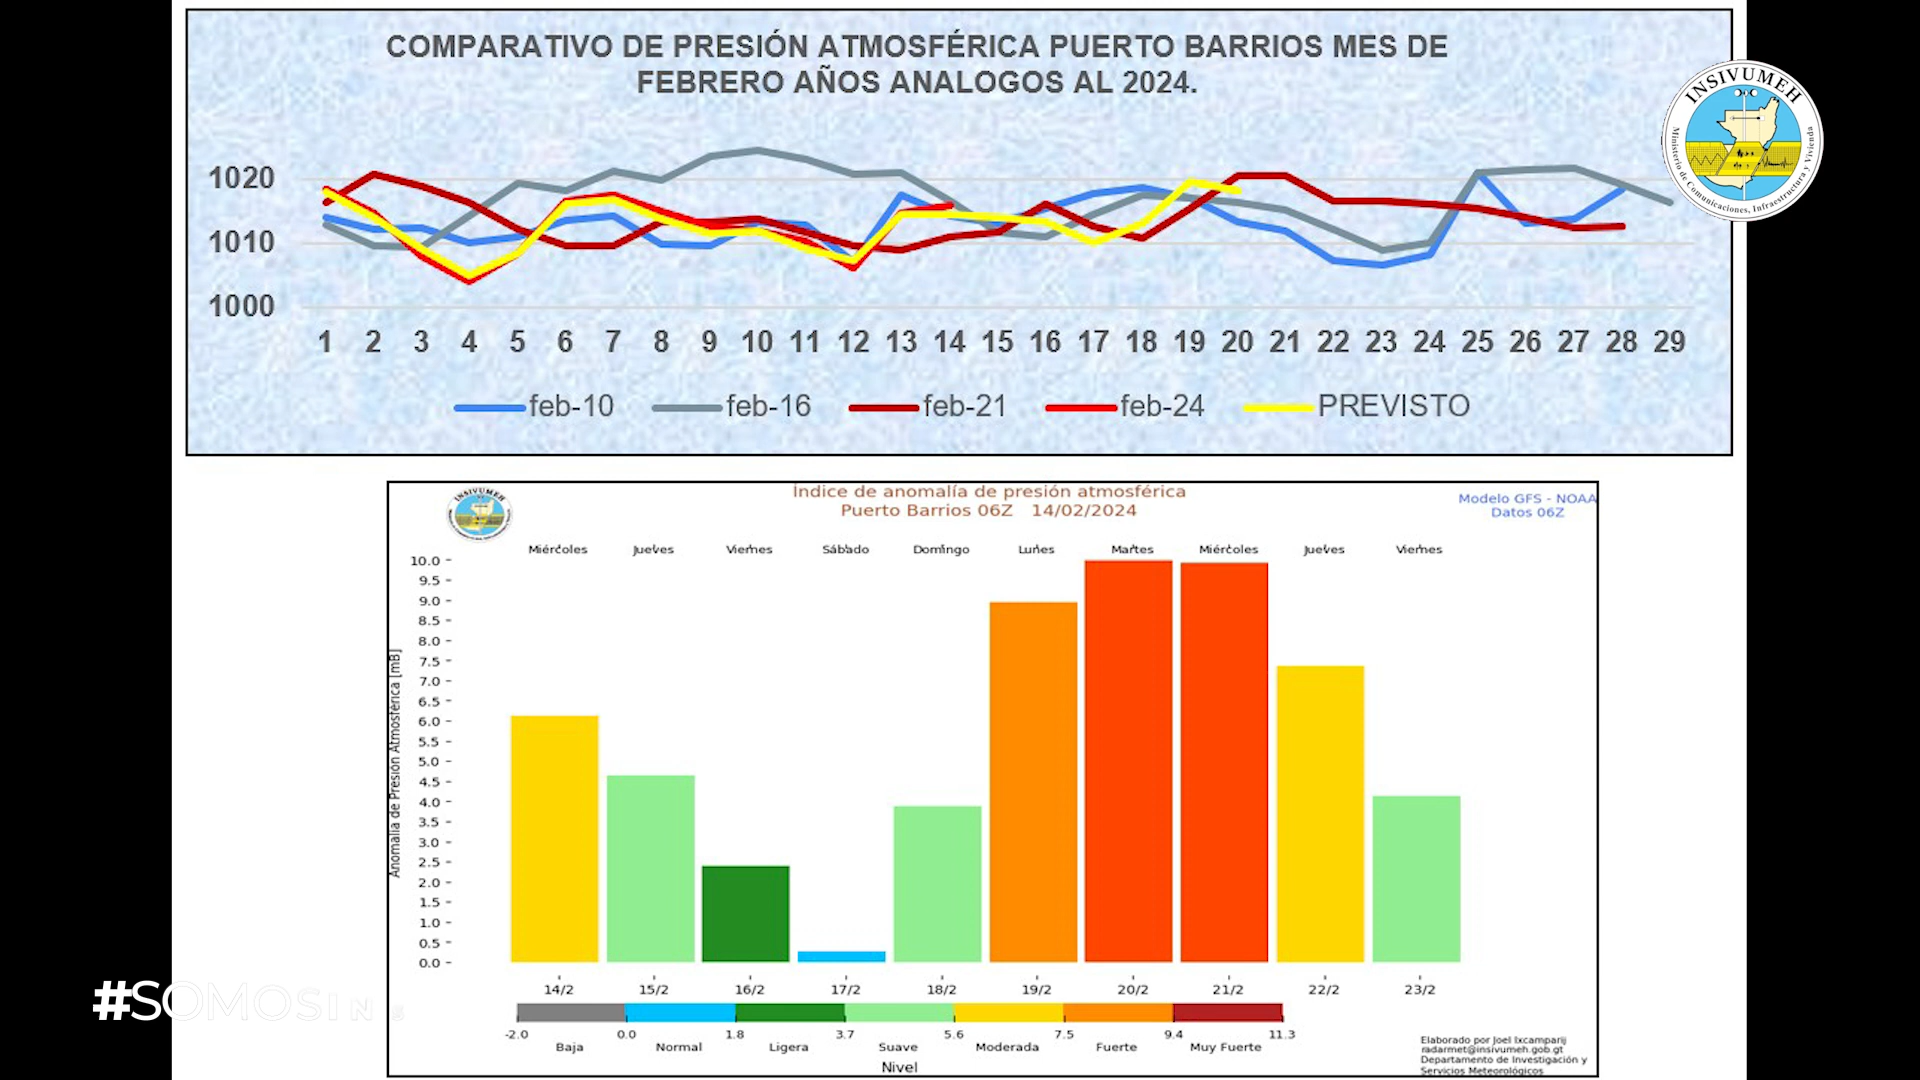 COMPARATIVO DE PRESIÓN ATMOSFÉRICA PUERTO BARRIOS MES DE
FEBRERO AÑOS ANALOGOS AL 2024.
INSIVUMEH
Ministerio de Comunicaciones, Infraestructura y Vivienda
1020
1010
1000
1 2 3 4 5 6 7 8 9 10 11 12 13 14 15 16 17 18 19 20 21 22 23 24 25 26 27 28 29
feb-10 feb-16 feb-21 feb-24 PREVISTO
INSIVUMEH
Índice de anomalía de presión atmosférica
Puerto Barrios 06Z 14/02/2024
Modelo GFS - NOAA
Datos 06Z
Miércoles Jueves Viernes Sábado Domingo Lunes Martes Miércoles Jueves Viernes
10.0
9.5
9.0
8.5
8.0
7.5
7.0
6.5
6.0
5.5
5.0
4.5
4.0
3.5
3.0
2.5
2.0
1.5
1.0
0.5
0.0
Anomalía de Presión Atmosférica [mB]
14/2 15/2 16/2 17/2 18/2 19/2 20/2 21/2 22/2 23/2
-2.0 0.0 1.8 3.7 5.6 7.5 9.4 11.3
Baja Normal Ligera Suave Moderada Fuerte Muy Fuerte
Nivel
Elaborado por Joel Ixcamparij
radarmet@insivumeh.gob.gt
Departamento de Investigación y
Servicios Meteorológicos
#SOMOSINS